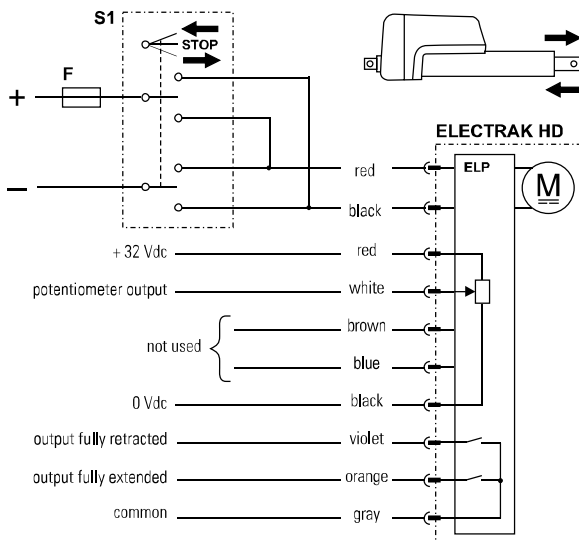 S1
STOP
F
+
−
ELECTRAK HD
ELP
M
red
black
+ 32 Vdc red
potentiometer output white
not used brown
blue
0 Vdc black
output fully retracted violet
output fully extended orange
common gray